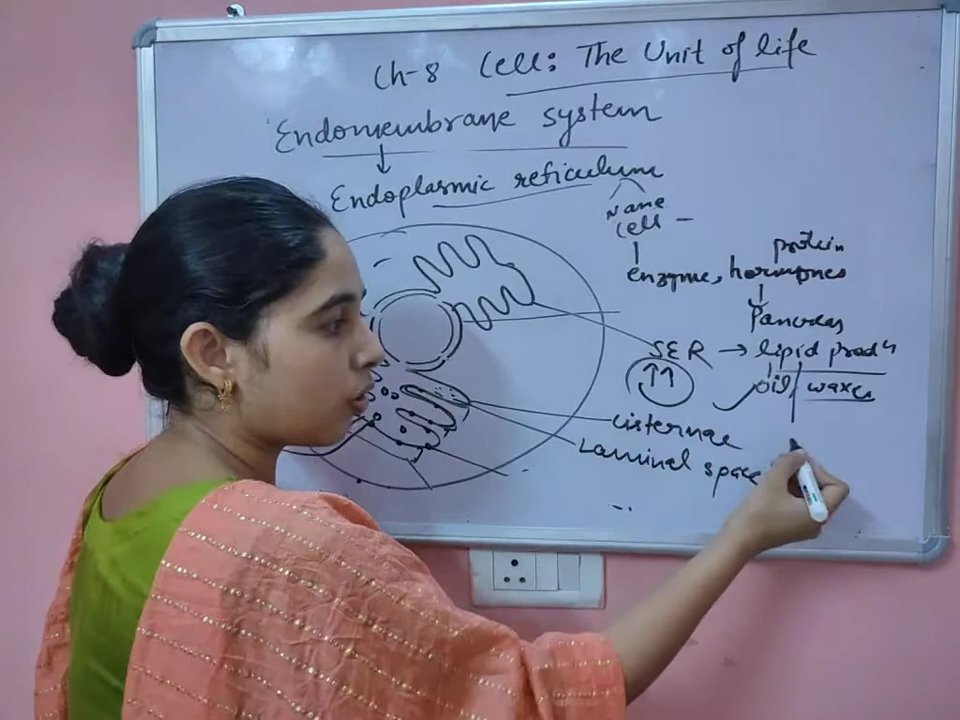 Ch-8 Cell: The Unit of life
Endomembrane system
Endoplasmic reticulum
Name
cell -
protein
enzyme, hormones
Pancreas
SER → lipid prodⁿ
↑↑
oil/ waxes
cisternae
Laminal space